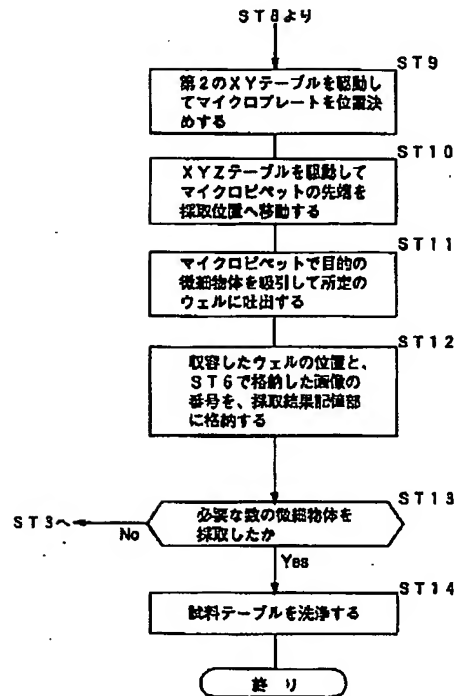 ST8より
ST9
第2のXYテーブルを駆動し
てマイクロプレートを位置決
めする
ST10
XYZテーブルを駆動して
マイクロピペットの先端を
採取位置へ移動する
ST11
マイクロピペットで目的の
微細物体を吸引して所定の
ウェルに吐出する
ST12
収容したウェルの位置と、
ST6で格納した画像の
番号を、採取結果記憶部
に格納する
ST13
必要な数の微細物体を
採取したか
ST3へ
No
Yes
ST14
試料テーブルを洗浄する
終り